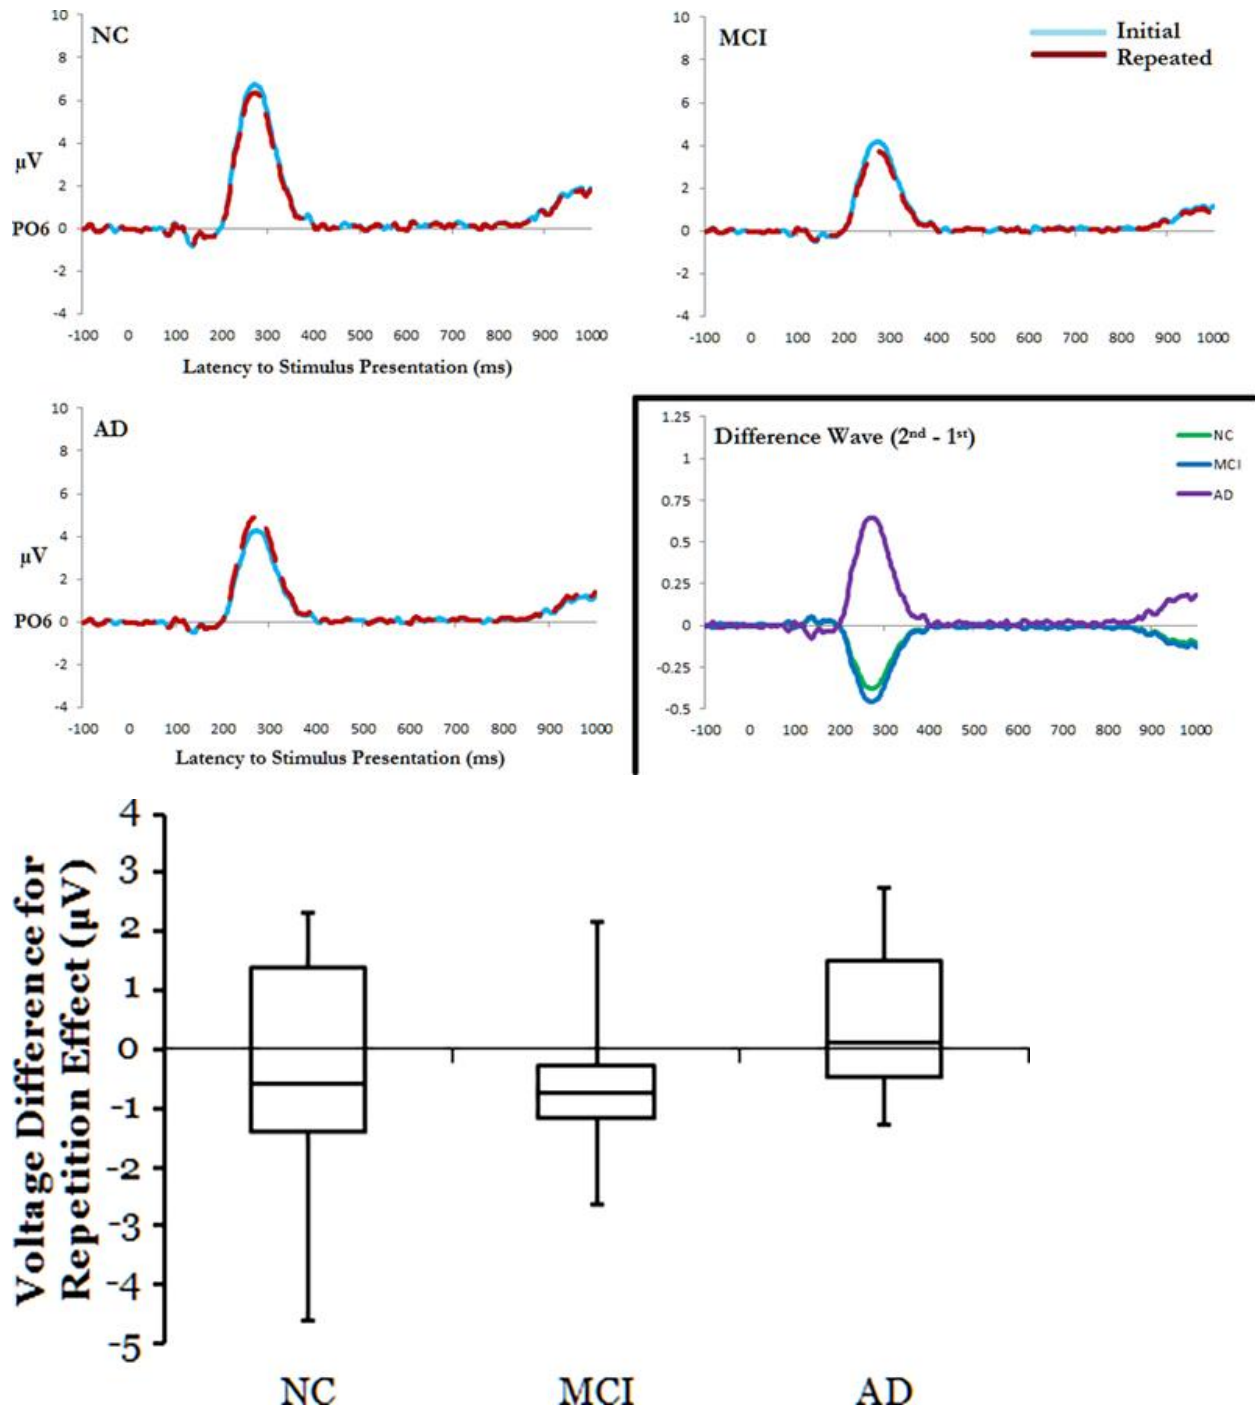 NC
10
8
6
4
2
0
-2
-4
µV
PO6
-100 0 100 200 300 400 500 600 700 800 900 1000
Latency to Stimulus Presentation (ms)
MCI
Initial
Repeated
10
8
6
4
2
0
-2
-4
-100 0 100 200 300 400 500 600 700 800 900 1000
AD
10
8
6
4
2
0
-2
-4
µV
PO6
-100 0 100 200 300 400 500 600 700 800 900 1000
Latency to Stimulus Presentation (ms)
Difference Wave (2nd - 1st)
NC
MCI
AD
1.25
1
0.75
0.5
0.25
0
-0.25
-0.5
-100 0 100 200 300 400 500 600 700 800 900 1000
Voltage Difference for
Repetition Effect (µV)
4
3
2
1
0
-1
-2
-3
-4
-5
NC MCI AD